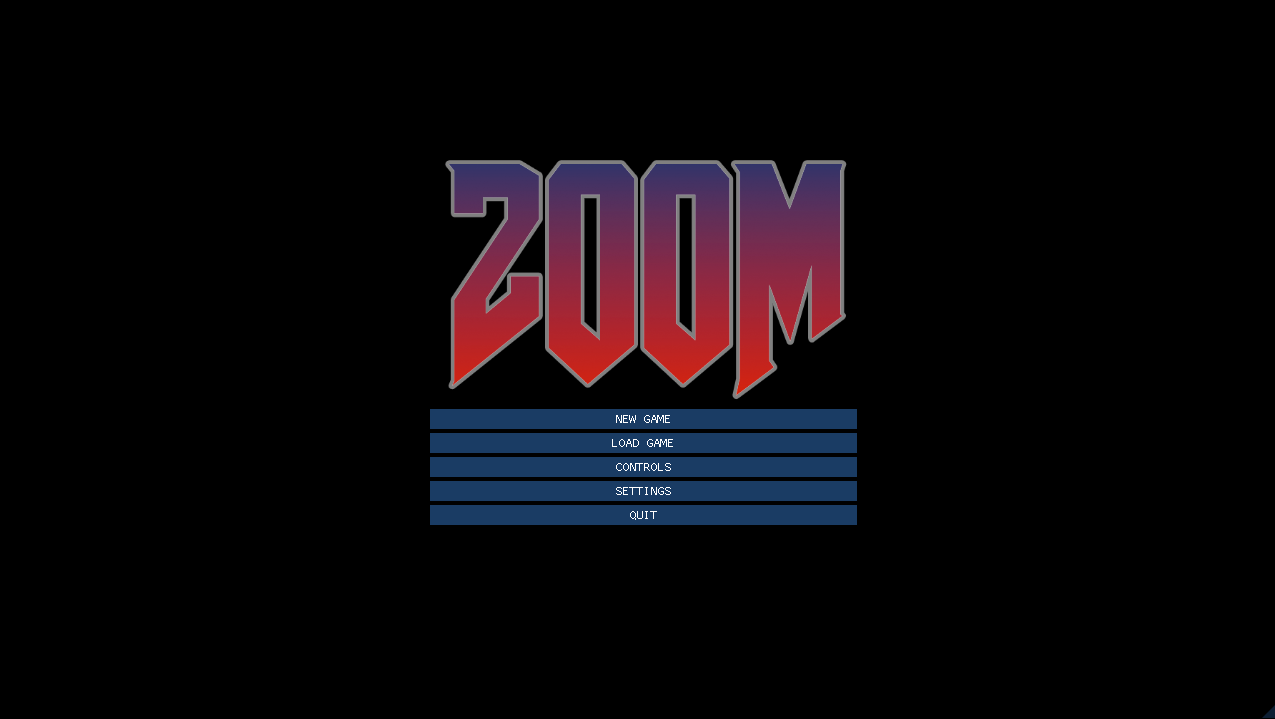 ZOOM
NEW GAME
LOAD GAME
CONTROLS
SETTINGS
QUIT